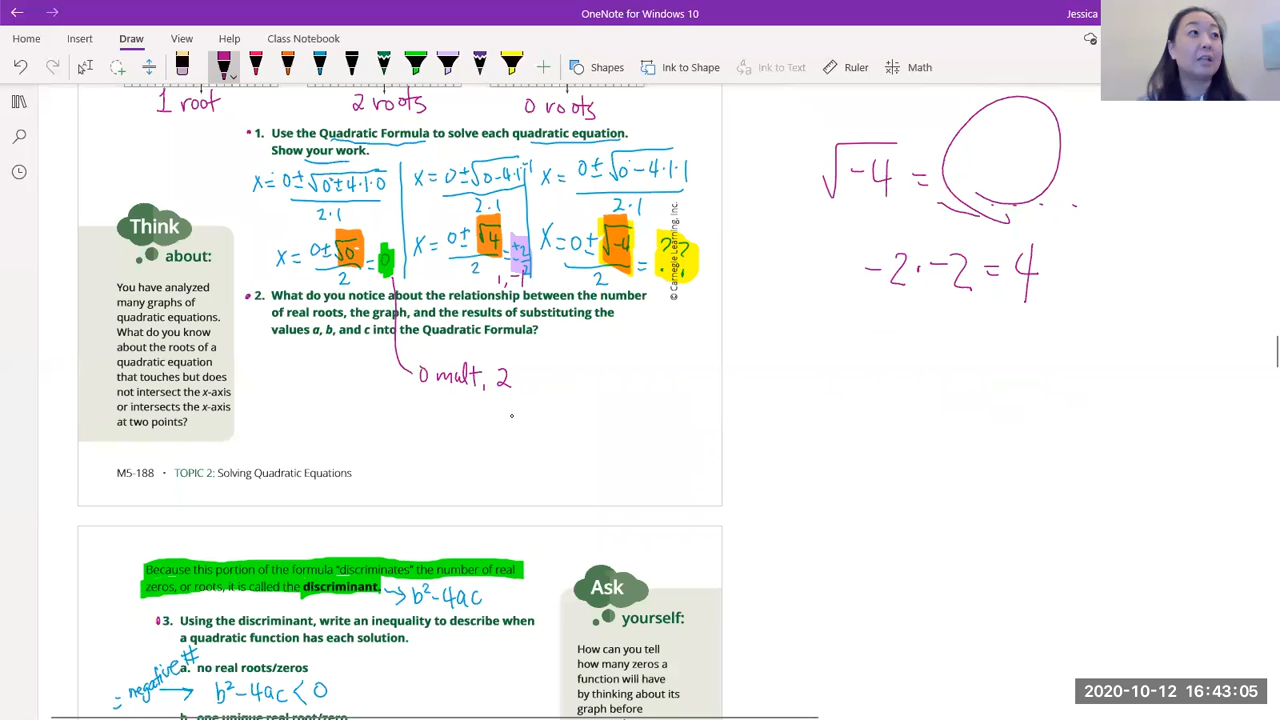 OneNote for Windows 10
Jessica
Home Insert Draw View Help Class Notebook
Shapes Ink to Shape Ink to Text Ruler Math
1 root 2 roots 0 roots
1. Use the Quadratic Formula to solve each quadratic equation.
Show your work.
x = 0 ± √0² ± 4·1·0
2·1
x = 0 ± √0 - 4·1·-1
2·1
x = 0 ± √0 - 4·1·1
2·1
x = 0 ± √0
2 = 0
x = 0 ± √4
2 = ±2
2
1, -1
x = 0 ± √-4
2 = ??
© Carnegie Learning, Inc.
Think
about:
You have analyzed
many graphs of
quadratic equations.
What do you know
about the roots of a
quadratic equation
that touches but does
not intersect the x-axis
or intersects the x-axis
at two points?
2. What do you notice about the relationship between the number
of real roots, the graph, and the results of substituting the
values a, b, and c into the Quadratic Formula?
0 mult, 2
M5-188 • TOPIC 2: Solving Quadratic Equations
√-4 =
-2 · -2 = 4
Because this portion of the formula "discriminates" the number of real
zeros, or roots, it is called the discriminant. → b² - 4ac
3. Using the discriminant, write an inequality to describe when
a quadratic function has each solution.
a. no real roots/zeros
= negative # → b² - 4ac < 0
b. one unique real root/zero
Ask
yourself:
How can you tell
how many zeros a
function will have
by thinking about its
graph before
2020-10-12 16:43:05